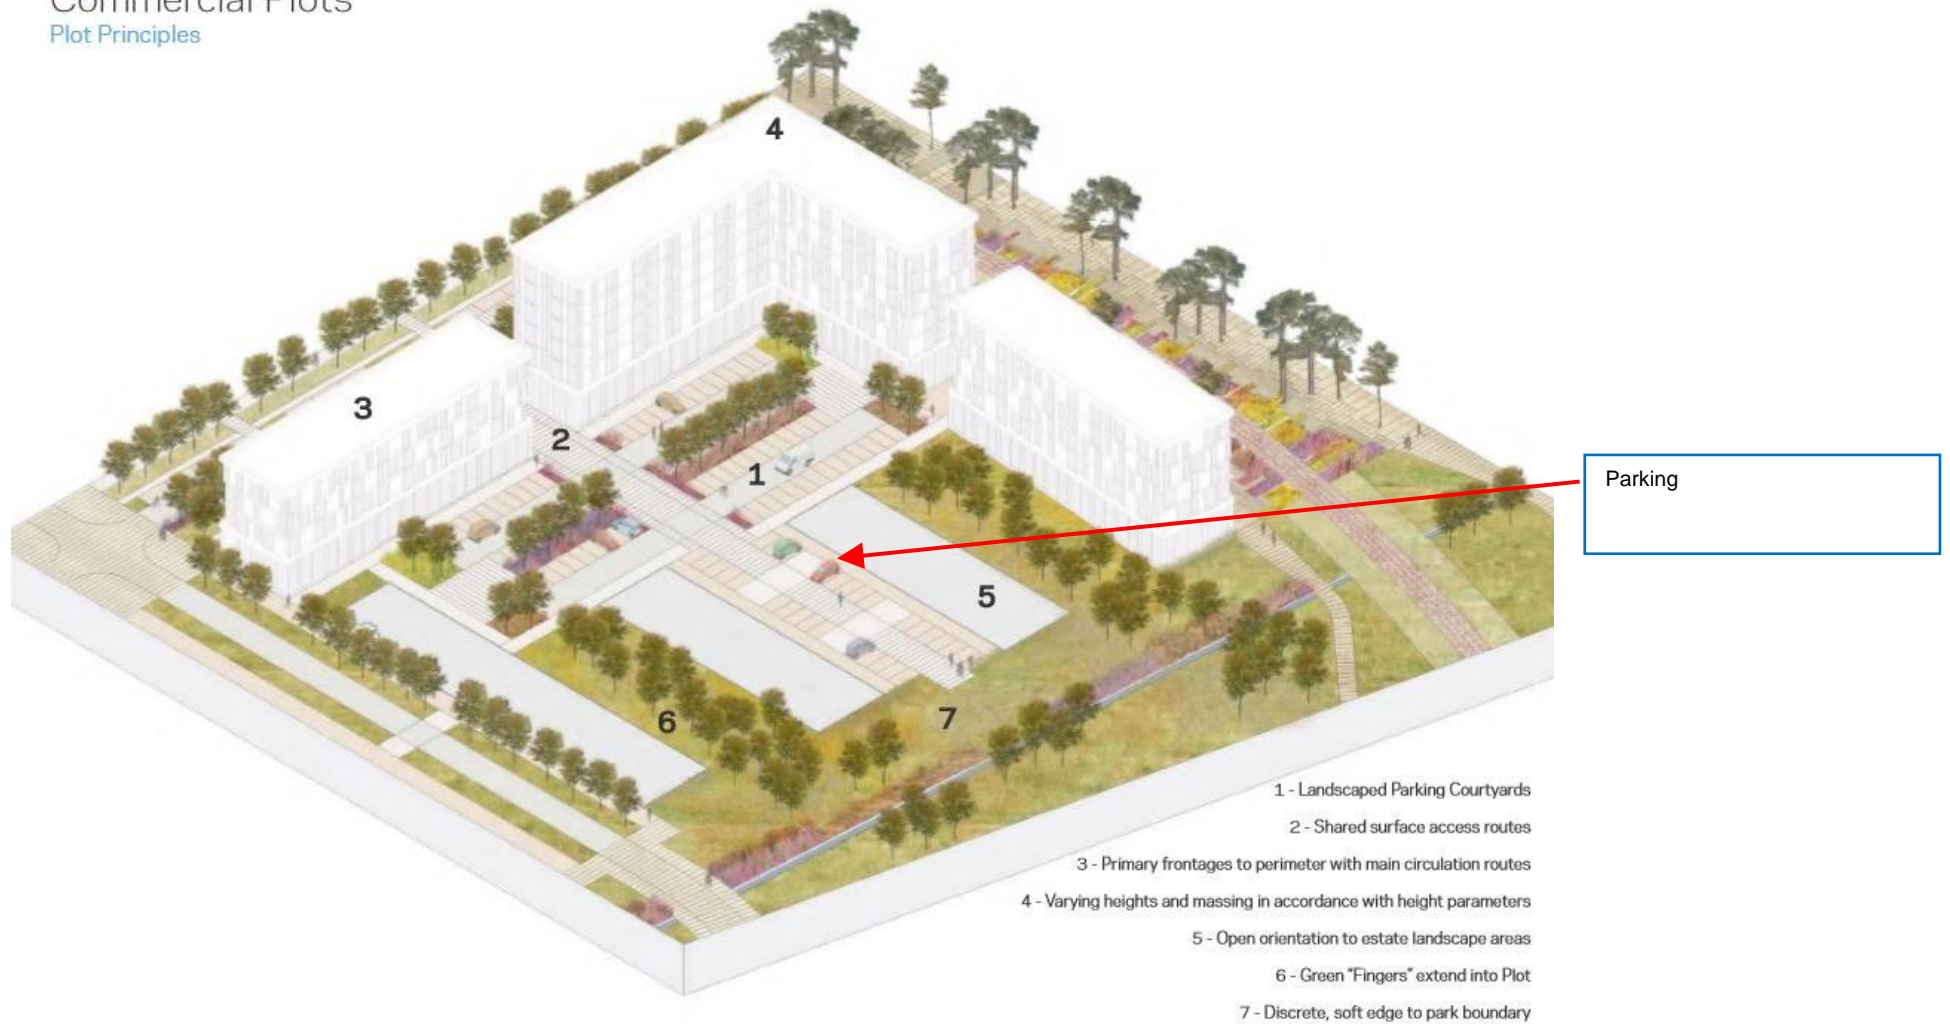 Commercial Plots
Plot Principles
4
3
2
1
5
6
7
Parking
1 - Landscaped Parking Courtyards
2 - Shared surface access routes
3 - Primary frontages to perimeter with main circulation routes
4 - Varying heights and massing in accordance with height parameters
5 - Open orientation to estate landscape areas
6 - Green "Fingers" extend into Plot
7 - Discrete, soft edge to park boundary